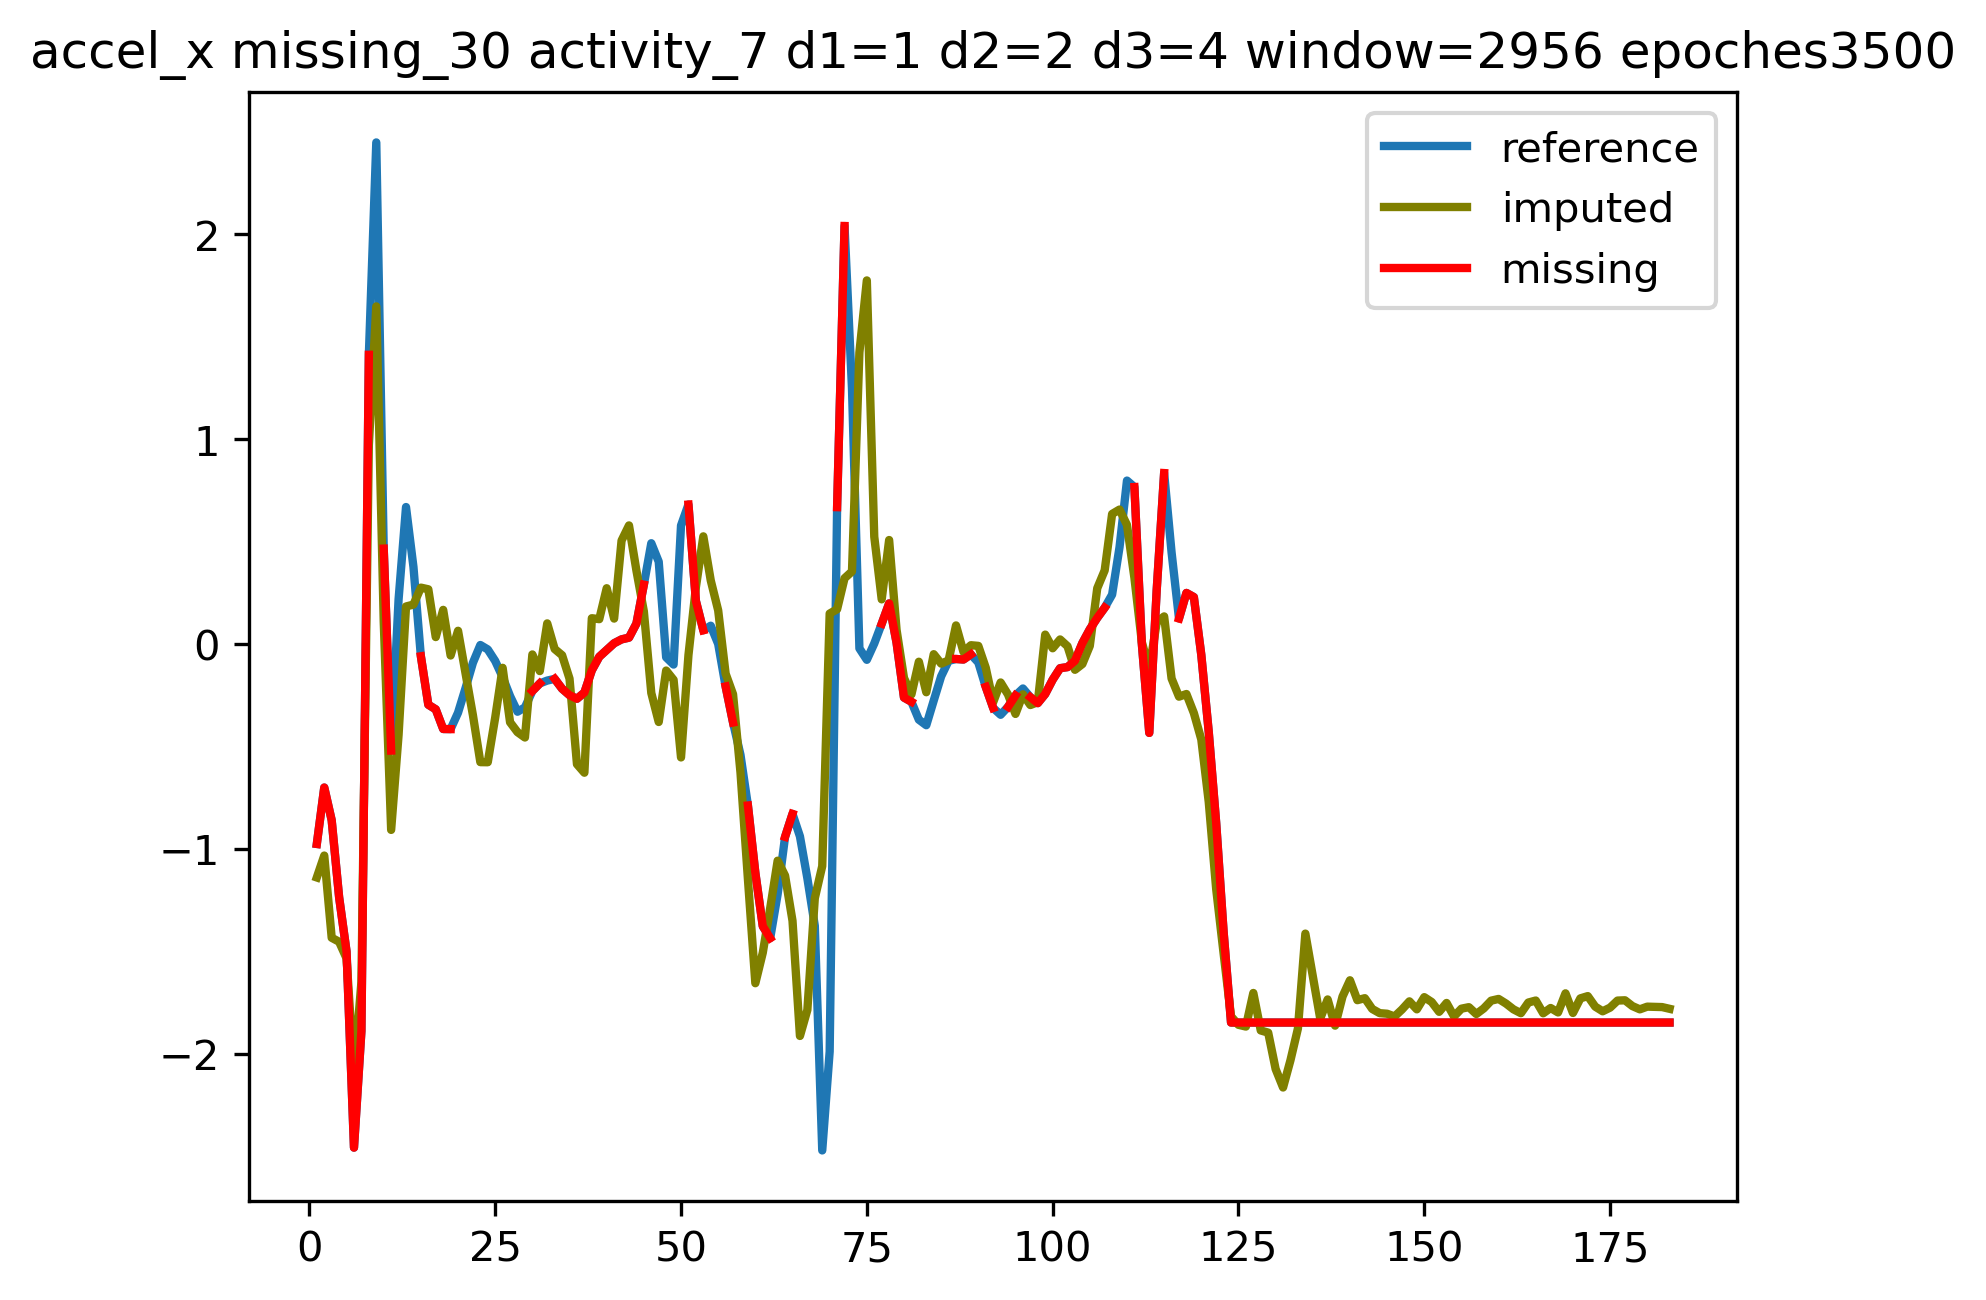 accel_x missing_30 activity_7 d1=1 d2=2 d3=4 window=2956 epoches3500
reference
imputed
missing
2
1
0
−1
−2
0 25 50 75 100 125 150 175